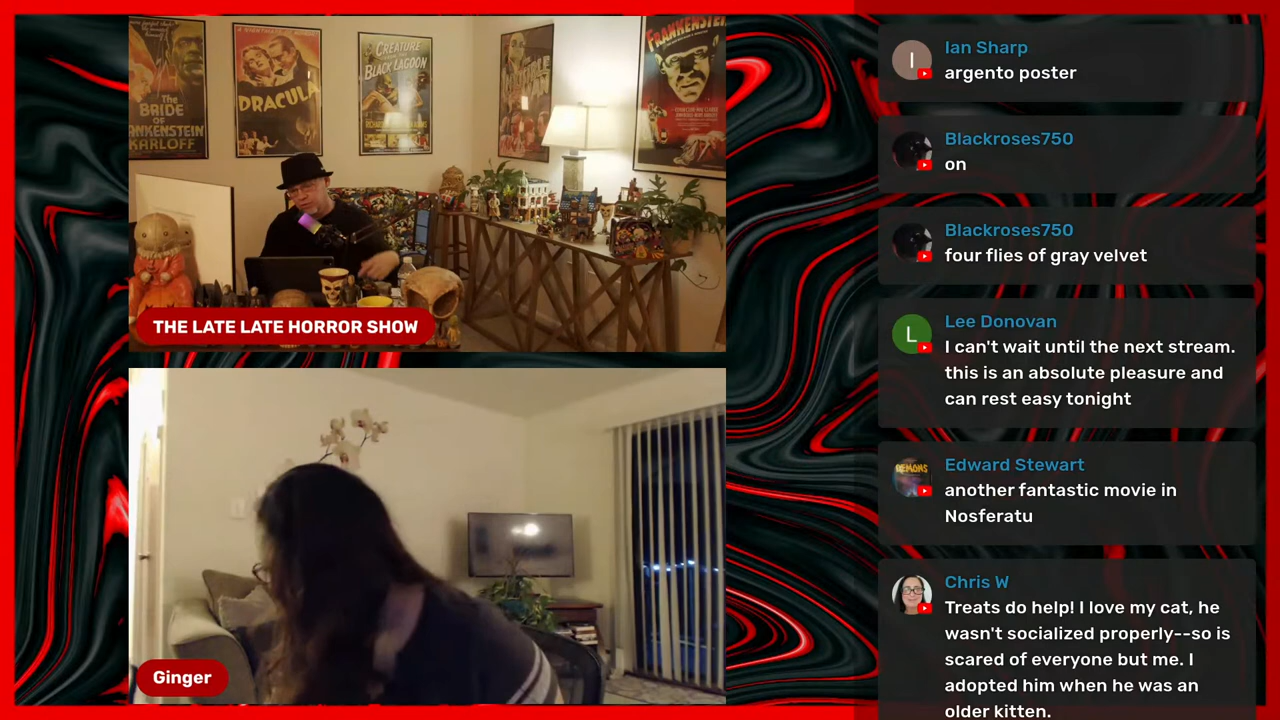 The
BRIDE
OF
KARLOFF
DRACULA
CREATURE
FROM THE
BLACK LAGOON
FRANKENSTEIN
THE LATE LATE HORROR SHOW
Ginger
Ian Sharp
argento poster
Blackroses750
on
Blackroses750
four flies of gray velvet
Lee Donovan
I can't wait until the next stream.
this is an absolute pleasure and
can rest easy tonight
DEMONS
Edward Stewart
another fantastic movie in
Nosferatu
Chris W
Treats do help! I love my cat, he
wasn't socialized properly--so is
scared of everyone but me. I
adopted him when he was an
older kitten.